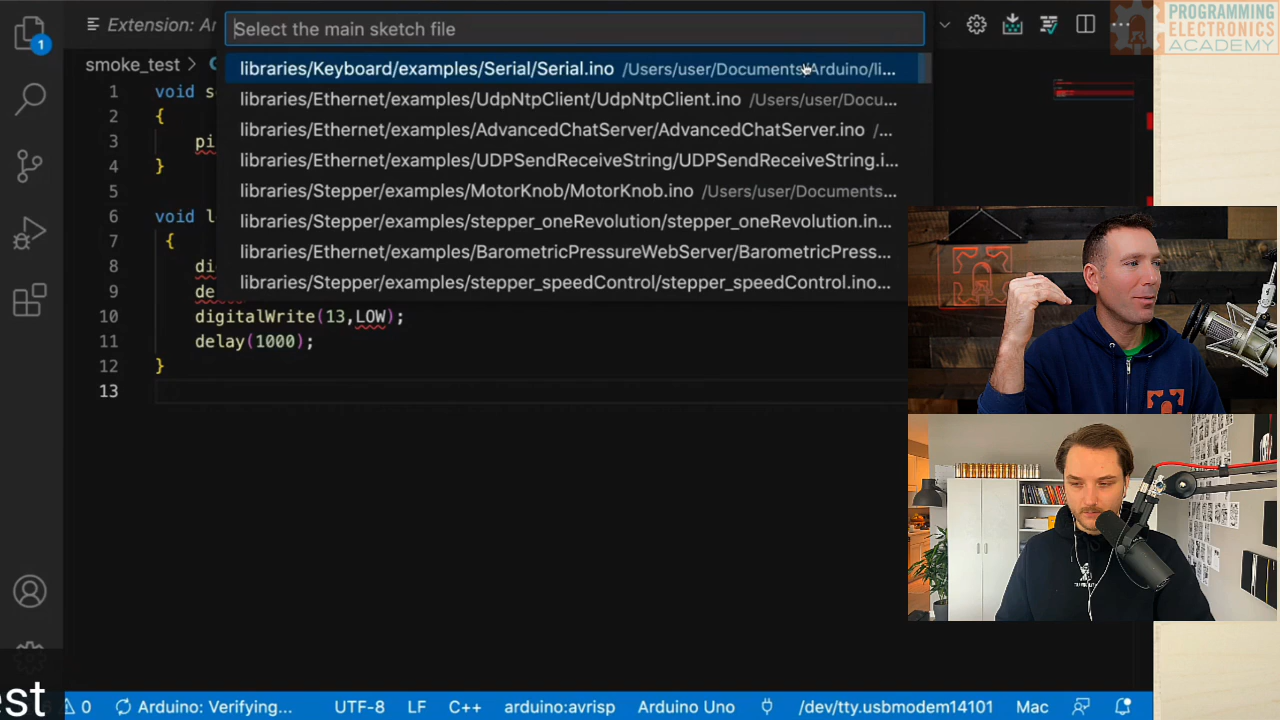 Extension: Ar
Select the main sketch file
PROGRAMMING
ELECTRONICS
ACADEMY
1
smoke_test >
libraries/Keyboard/examples/Serial/Serial.ino /Users/user/Documents/Arduino/li...
libraries/Ethernet/examples/UdpNtpClient/UdpNtpClient.ino /Users/user/Docu...
libraries/Ethernet/examples/AdvancedChatServer/AdvancedChatServer.ino /...
libraries/Ethernet/examples/UDPSendReceiveString/UDPSendReceiveString.i...
libraries/Stepper/examples/MotorKnob/MotorKnob.ino /Users/user/Documents...
libraries/Stepper/examples/stepper_oneRevolution/stepper_oneRevolution.in...
libraries/Ethernet/examples/BarometricPressureWebServer/BarometricPress...
libraries/Stepper/examples/stepper_speedControl/stepper_speedControl.ino...
1 void s
2 {
3 pi
4 }
5
6 void l
7 {
8 di
9 de
10 digitalWrite(13,LOW);
11 delay(1000);
12 }
13
est
0 Arduino: Verifying... UTF-8 LF C++ arduino:avrisp Arduino Uno /dev/tty.usbmodem14101 Mac